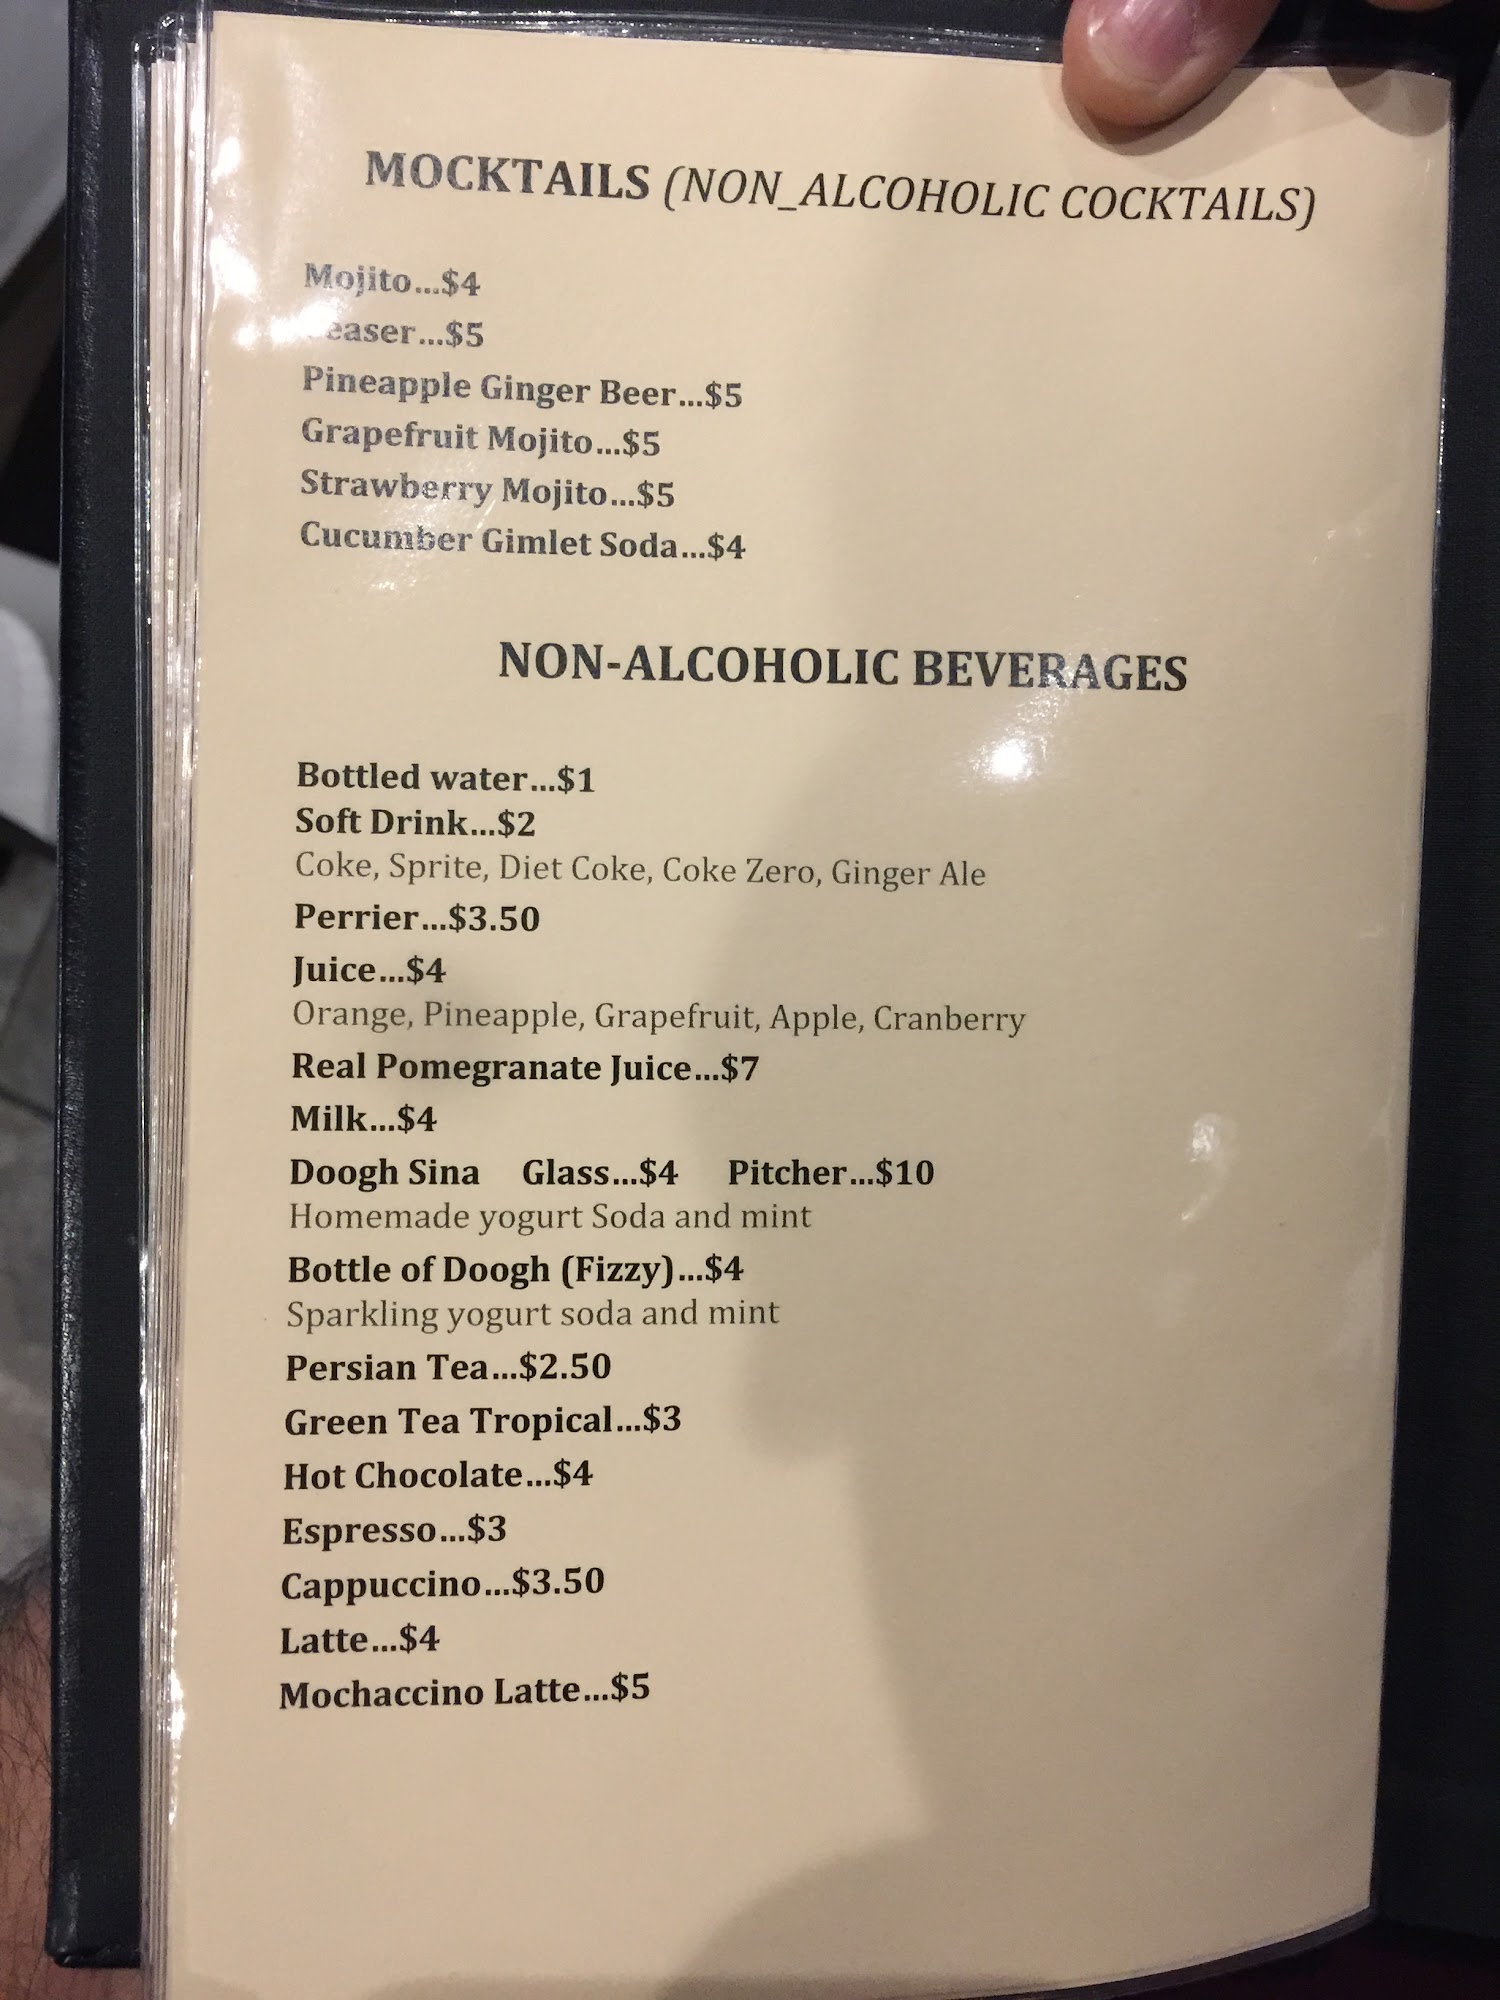 MOCKTAILS (NON_ALCOHOLIC COCKTAILS)
Mojito...$4
...$5
Pineapple Ginger Beer...$5
Grapefruit Mojito...$5
Strawberry Mojito...$5
Cucumber Gimlet Soda...$4
NON-ALCOHOLIC BEVERAGES
Bottled water...$1
Soft Drink...$2
Coke, Sprite, Diet Coke, Coke Zero, Ginger Ale
Perrier...$3.50
Juice...$4
Orange, Pineapple, Grapefruit, Apple, Cranberry
Real Pomegranate Juice...$7
Milk...$4
Doogh Sina Glass...$4 Pitcher...$10
Homemade yogurt Soda and mint
Bottle of Doogh (Fizzy)...$4
Sparkling yogurt soda and mint
Persian Tea...$2.50
Green Tea Tropical...$3
Hot Chocolate...$4
Espresso...$3
Cappuccino...$3.50
Latte...$4
Mochaccino Latte...$5